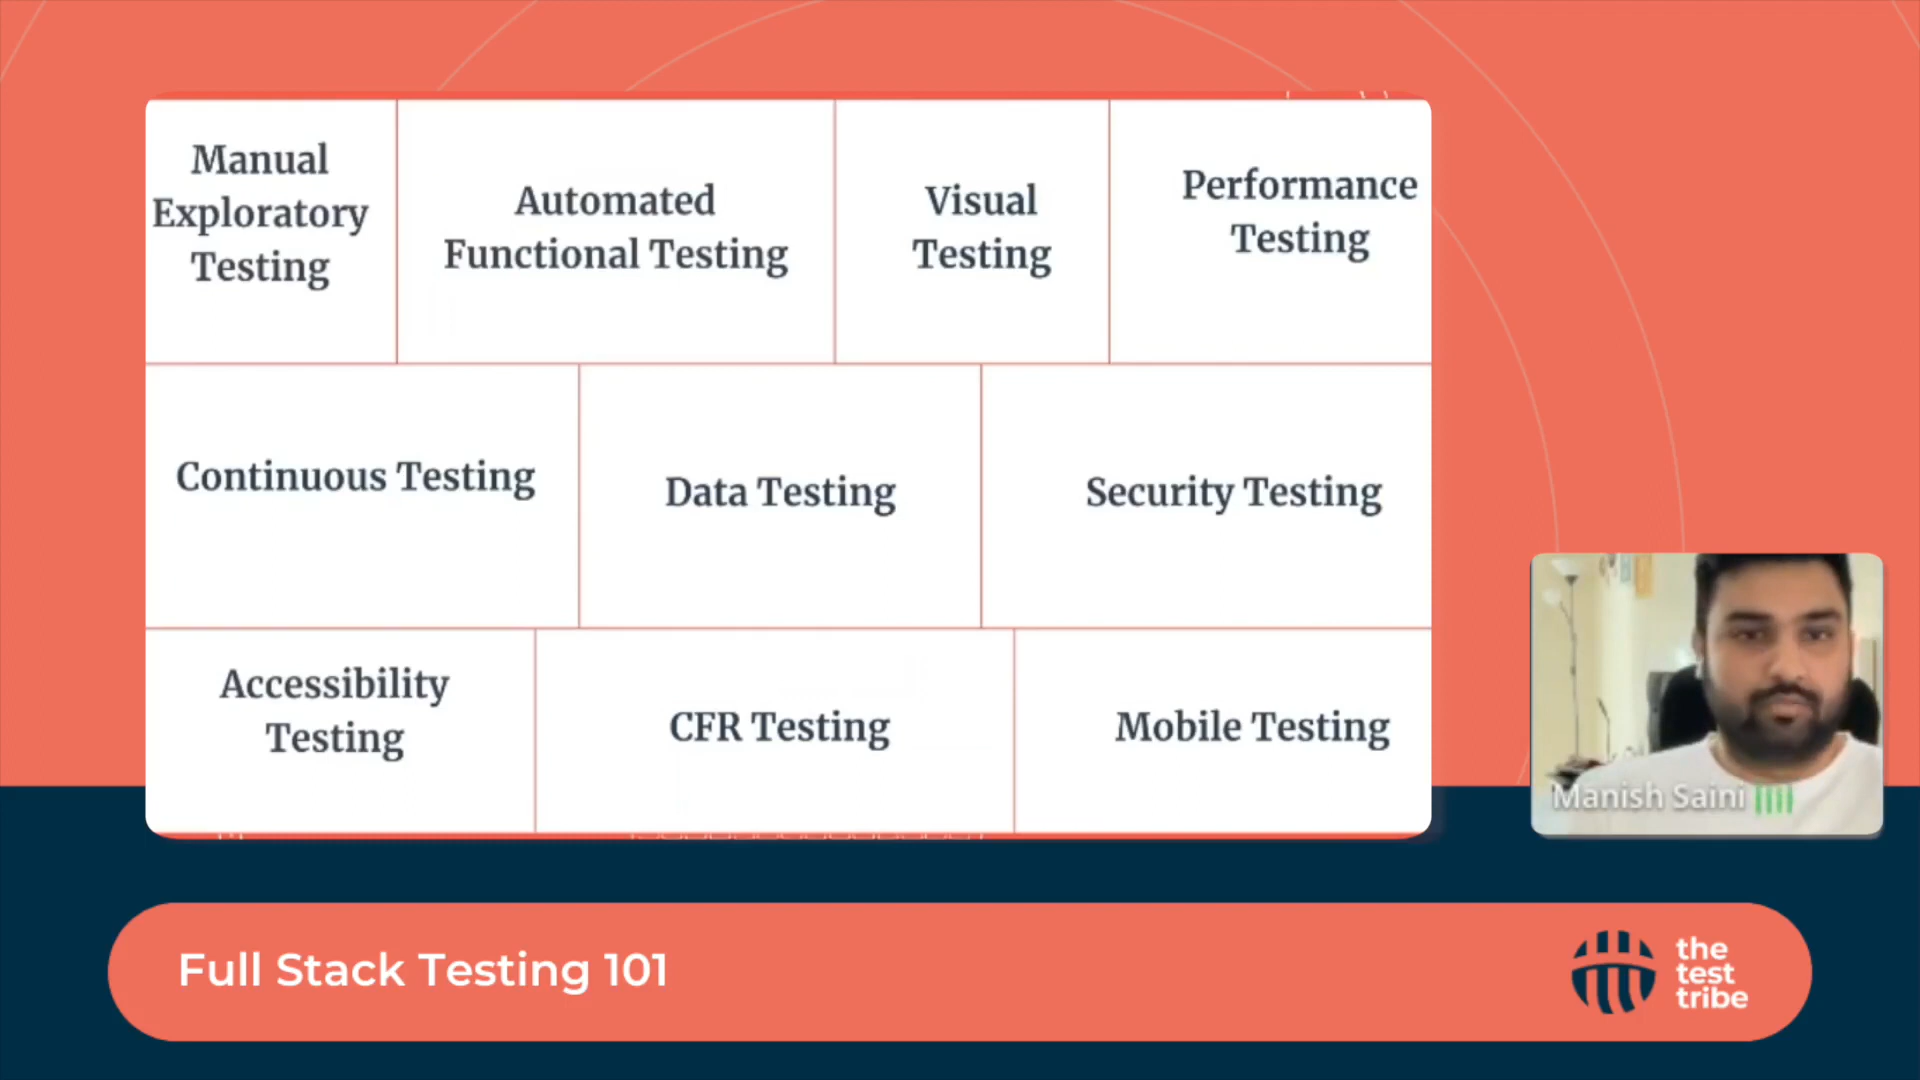 Manual
Exploratory
Testing
Automated
Functional Testing
Visual
Testing
Performance
Testing
Continuous Testing
Data Testing
Security Testing
Accessibility
Testing
CFR Testing
Mobile Testing
Manish Saini
Full Stack Testing 101
the
test
tribe